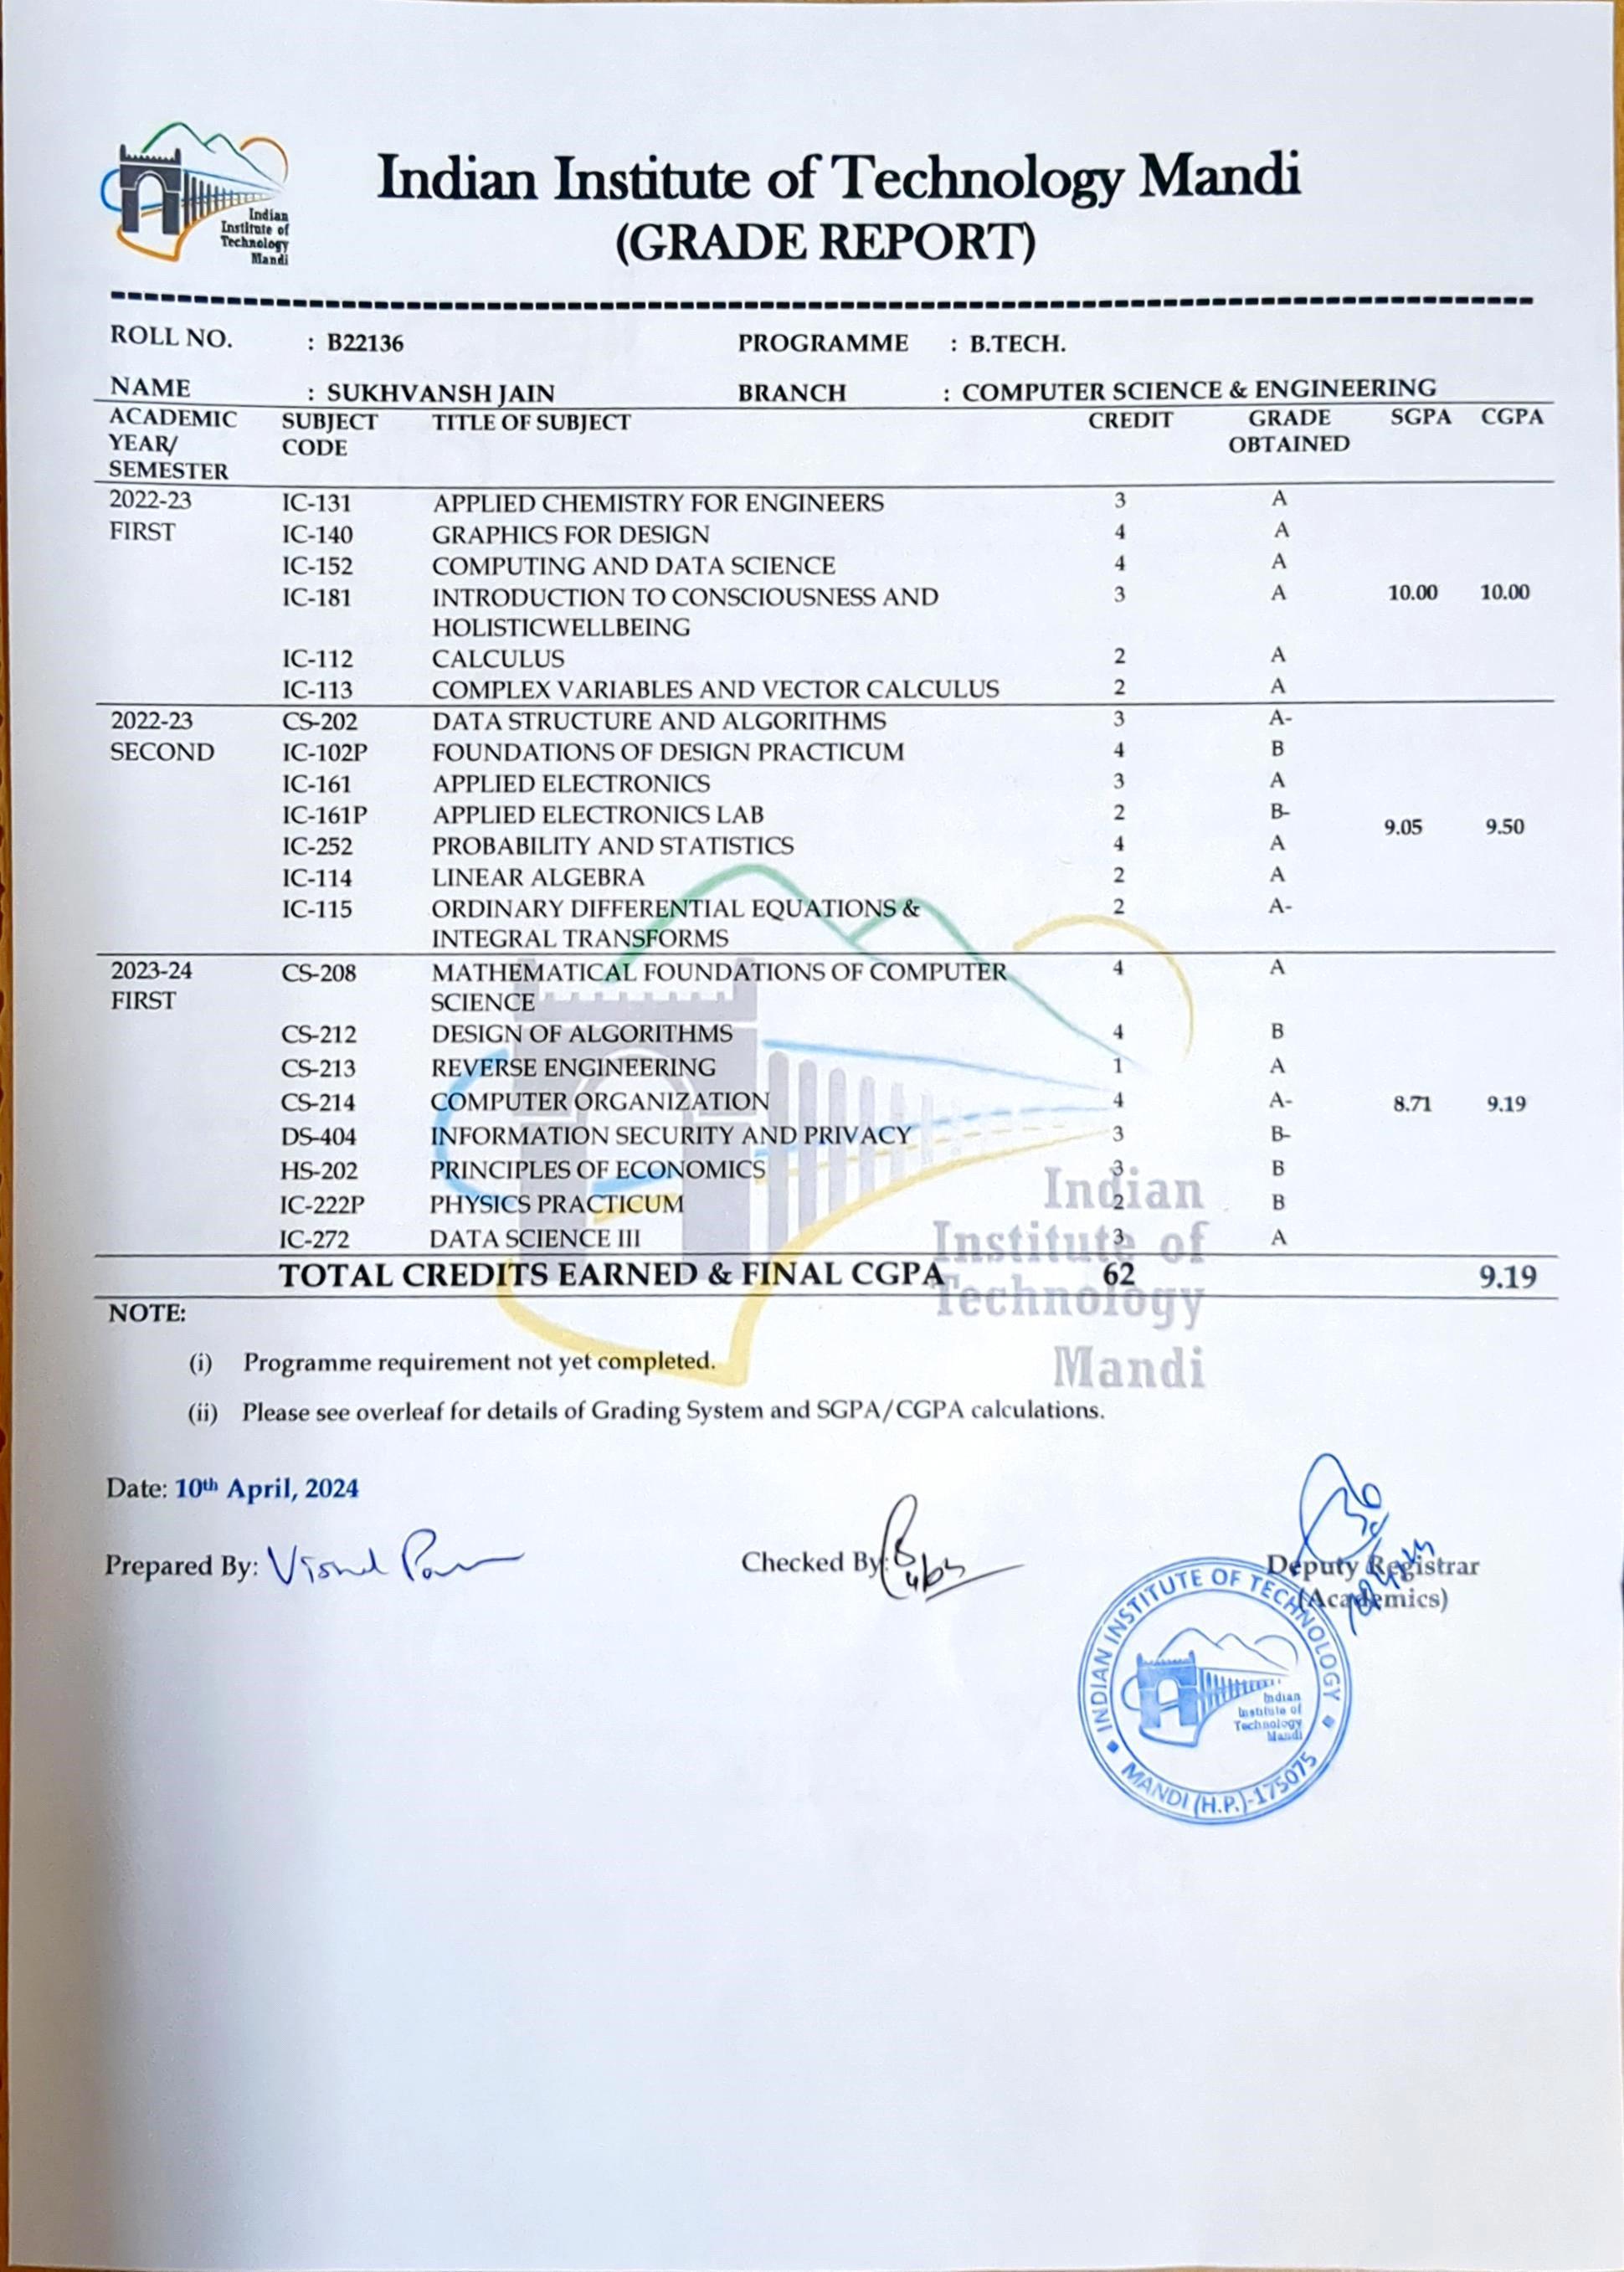 Indian
Institute of
Technology
Mandi
Indian Institute of Technology Mandi
(GRADE REPORT)
ROLL NO. : B22136 PROGRAMME : B.TECH.
NAME : SUKHVANSH JAIN BRANCH : COMPUTER SCIENCE & ENGINEERING
ACADEMIC YEAR/ SEMESTER SUBJECT CODE TITLE OF SUBJECT CREDIT GRADE OBTAINED SGPA CGPA
2022-23 IC-131 APPLIED CHEMISTRY FOR ENGINEERS 3 A
FIRST IC-140 GRAPHICS FOR DESIGN 4 A
IC-152 COMPUTING AND DATA SCIENCE 4 A
IC-181 INTRODUCTION TO CONSCIOUSNESS AND 3 A 10.00 10.00
HOLISTICWELLBEING
IC-112 CALCULUS 2 A
IC-113 COMPLEX VARIABLES AND VECTOR CALCULUS 2 A
2022-23 CS-202 DATA STRUCTURE AND ALGORITHMS 3 A-
SECOND IC-102P FOUNDATIONS OF DESIGN PRACTICUM 4 B
IC-161 APPLIED ELECTRONICS 3 A
IC-161P APPLIED ELECTRONICS LAB 2 B-
9.05 9.50
IC-252 PROBABILITY AND STATISTICS 4 A
IC-114 LINEAR ALGEBRA 2 A
IC-115 ORDINARY DIFFERENTIAL EQUATIONS & 2 A-
INTEGRAL TRANSFORMS
2023-24 CS-208 MATHEMATICAL FOUNDATIONS OF COMPUTER 4 A
FIRST SCIENCE
CS-212 DESIGN OF ALGORITHMS 4 B
CS-213 REVERSE ENGINEERING 1 A
CS-214 COMPUTER ORGANIZATION 4 A- 8.71 9.19
DS-404 INFORMATION SECURITY AND PRIVACY 3 B-
HS-202 PRINCIPLES OF ECONOMICS 3 B
IC-222P PHYSICS PRACTICUM 2 B
IC-272 DATA SCIENCE III 3 A
TOTAL CREDITS EARNED & FINAL CGPA 62 9.19
Indian
Institute of
Technology
Mandi
NOTE:
(i) Programme requirement not yet completed.
(ii) Please see overleaf for details of Grading System and SGPA/CGPA calculations.
Date: 10th April, 2024
Prepared By: Checked By:
Deputy Registrar
(Academics)
INDIAN INSTITUTE OF TECHNOLOGY
Indian
Institute of
Technology
Mandi
MANDI (H.P.)-175075